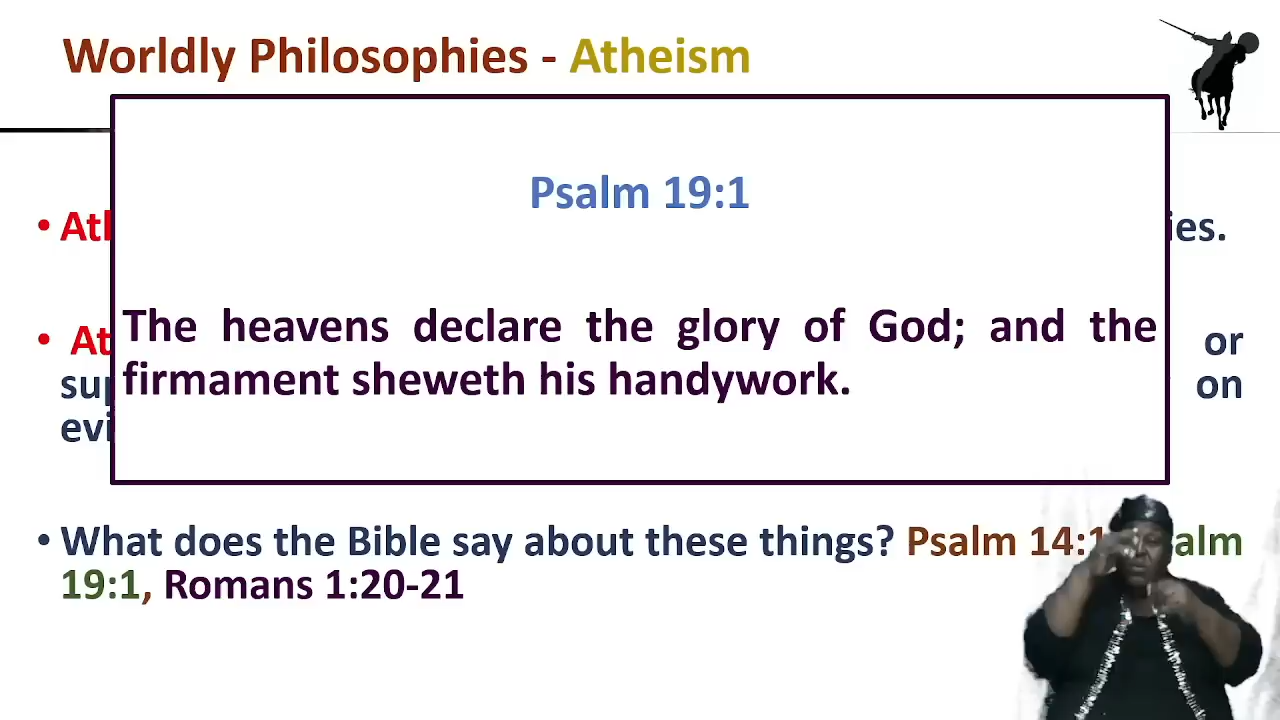 Worldly Philosophies - Atheism
Psalm 19:1
The heavens declare the glory of God; and the
firmament sheweth his handywork.
or
on
• What does the Bible say about these things? Psalm 14:1
19:1, Romans 1:20-21